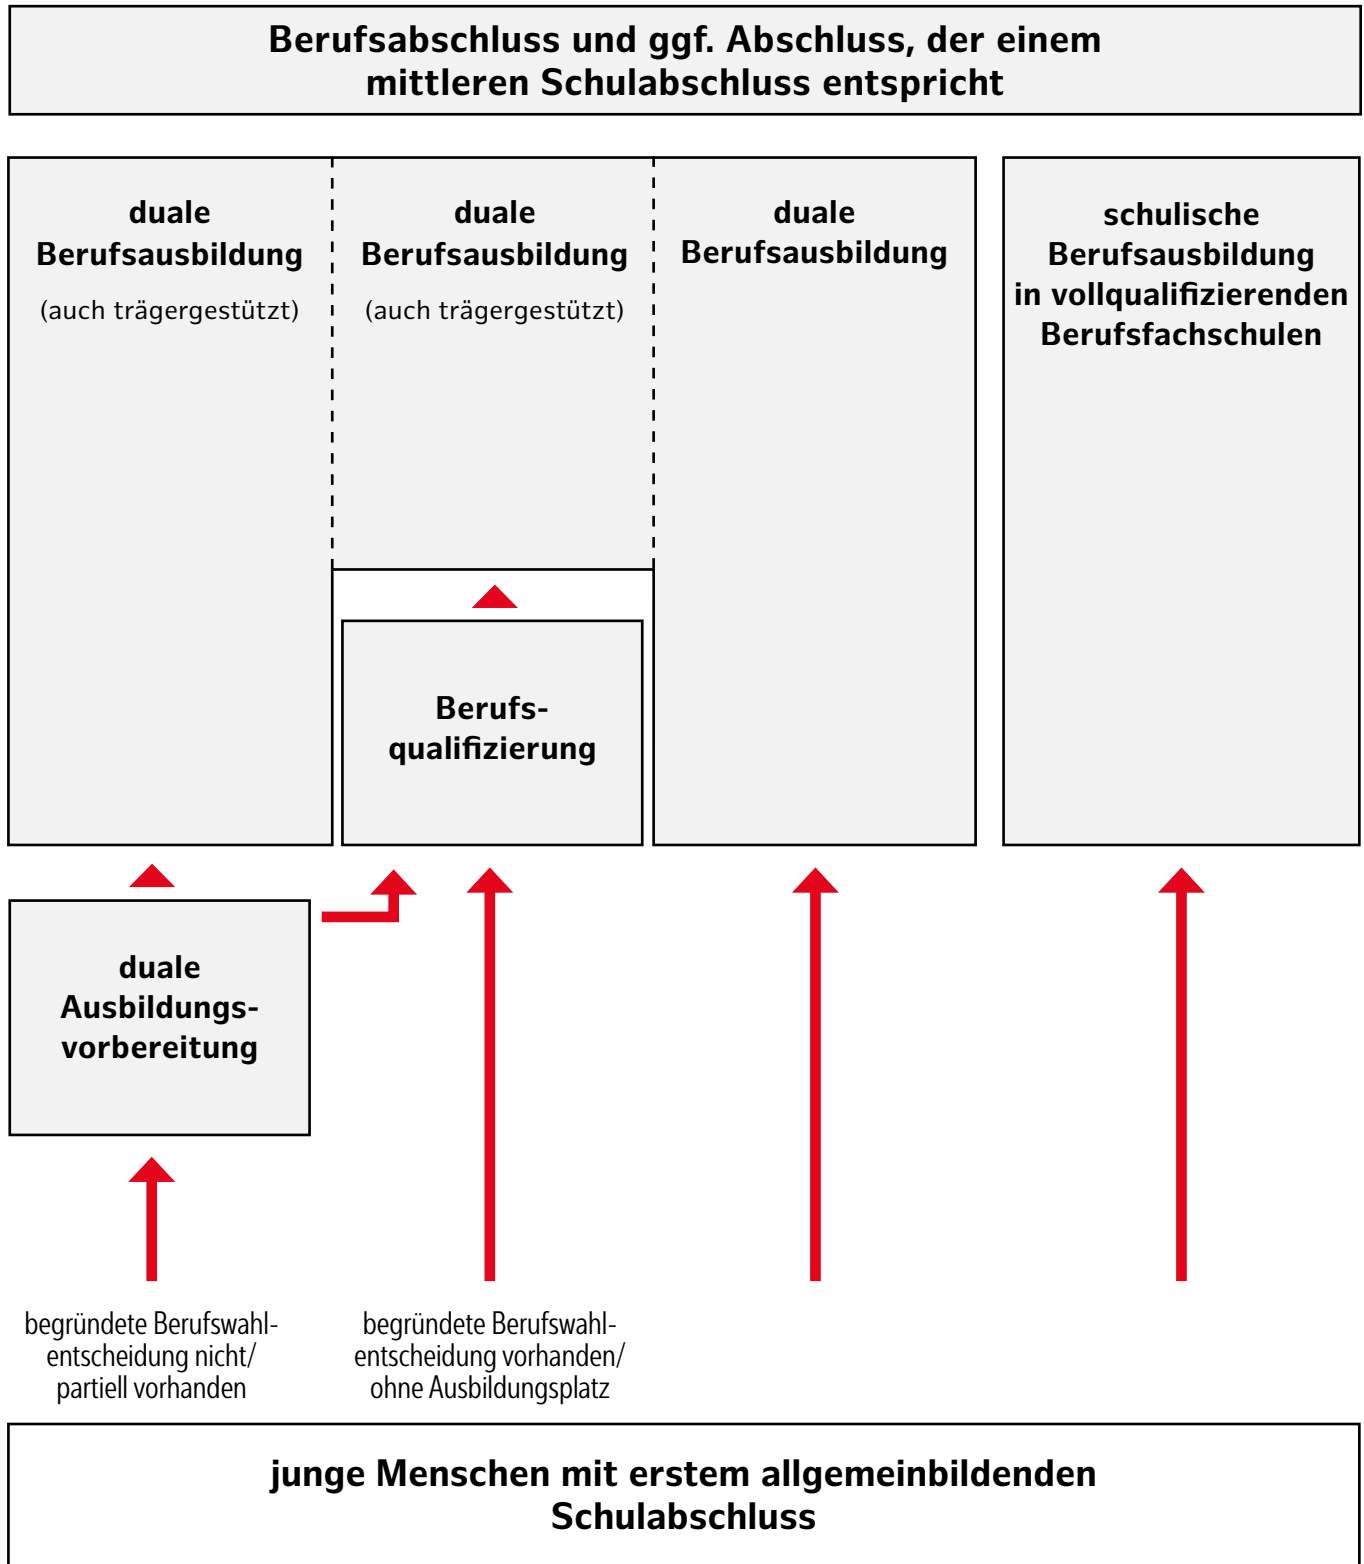 Berufsabschluss und ggf. Abschluss, der einem
mittleren Schulabschluss entspricht
duale
Berufsausbildung
(auch trägergestützt)
duale
Berufsausbildung
(auch trägergestützt)
duale
Berufsausbildung
schulische
Berufsausbildung
in vollqualifizierenden
Berufsfachschulen
Berufs-
qualifizierung
duale
Ausbildungs-
vorbereitung
begründete Berufswahl-
entscheidung nicht/
partiell vorhanden
begründete Berufswahl-
entscheidung vorhanden/
ohne Ausbildungsplatz
junge Menschen mit erstem allgemeinbildenden
Schulabschluss